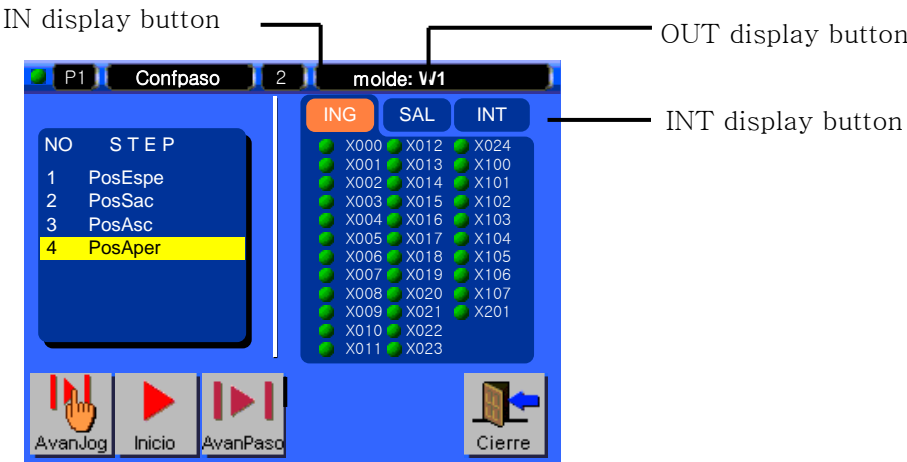 IN display button
OUT display button
P1 Confpaso 2 molde: W1
ING SAL INT
INT display button
NO STEP
1 PosEspe
2 PosSac
3 PosAsc
4 PosAper
X000 X012 X024
X001 X013 X100
X002 X014 X101
X003 X015 X102
X004 X016 X103
X005 X017 X104
X006 X018 X105
X007 X019 X106
X008 X020 X107
X009 X021 X201
X010 X022
X011 X023
AvanJog Inicio AvanPaso Cierre